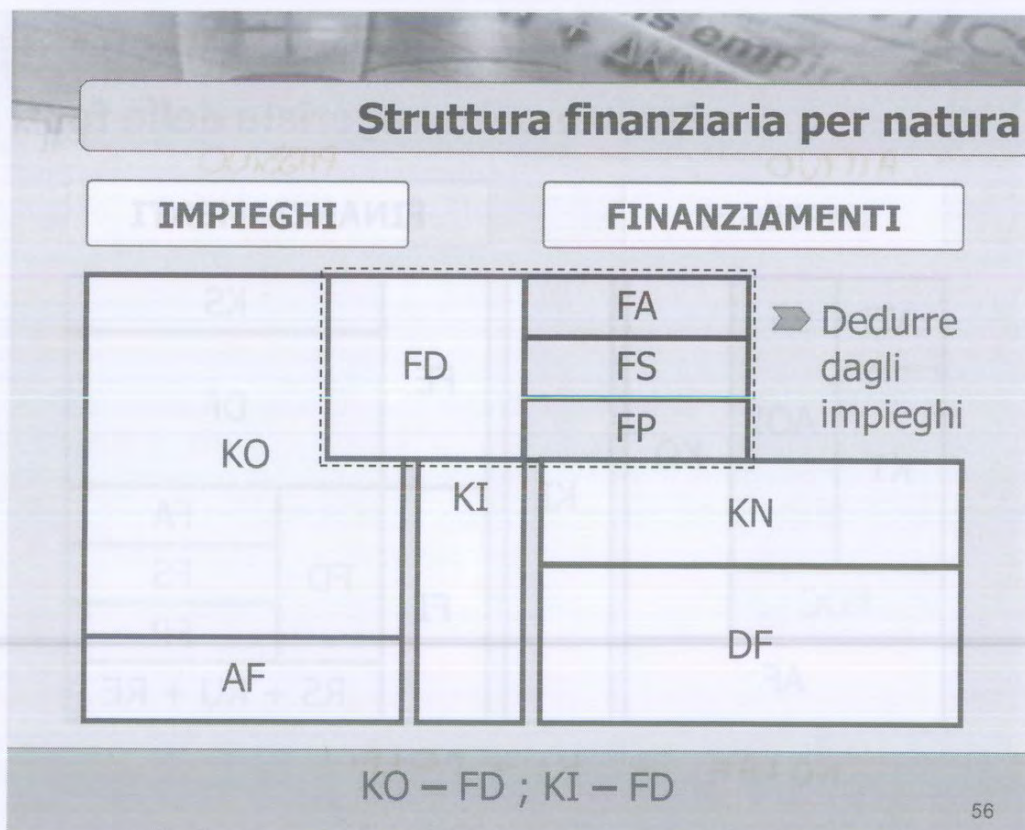 Struttura finanziaria per natura
IMPIEGHI
FINANZIAMENTI
KO
FD
FA
FS
FP
Dedurre
dagli
impieghi
KI
KN
DF
AF
KO – FD ; KI – FD
56